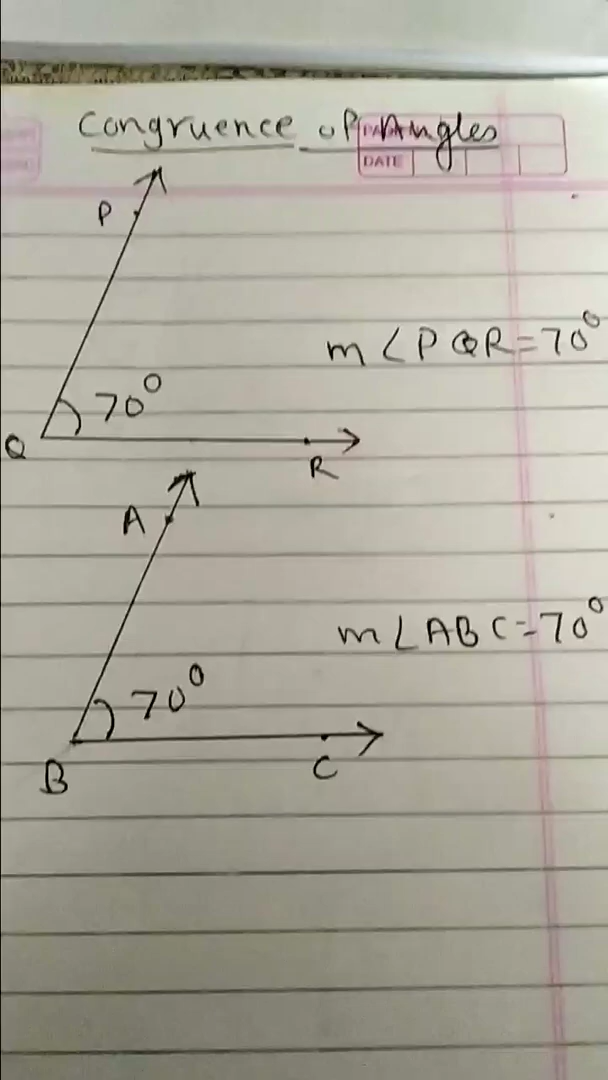 Congruence of Angles
DATE
P
m∠PQR=70°
70°
Q
R
A
m∠ABC=70°
70°
B
C